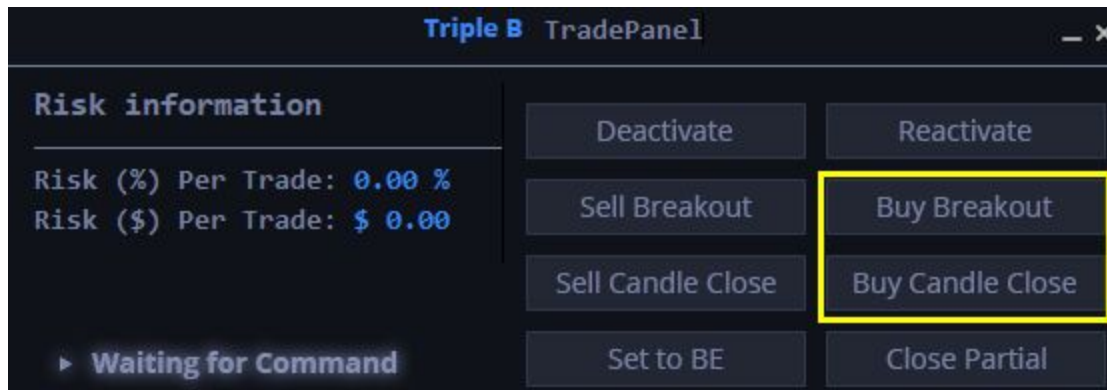 Triple B TradePanel
Risk information
Risk (%) Per Trade: 0.00 %
Risk ($) Per Trade: $ 0.00
Waiting for Command
Deactivate
Reactivate
Sell Breakout
Buy Breakout
Sell Candle Close
Buy Candle Close
Set to BE
Close Partial